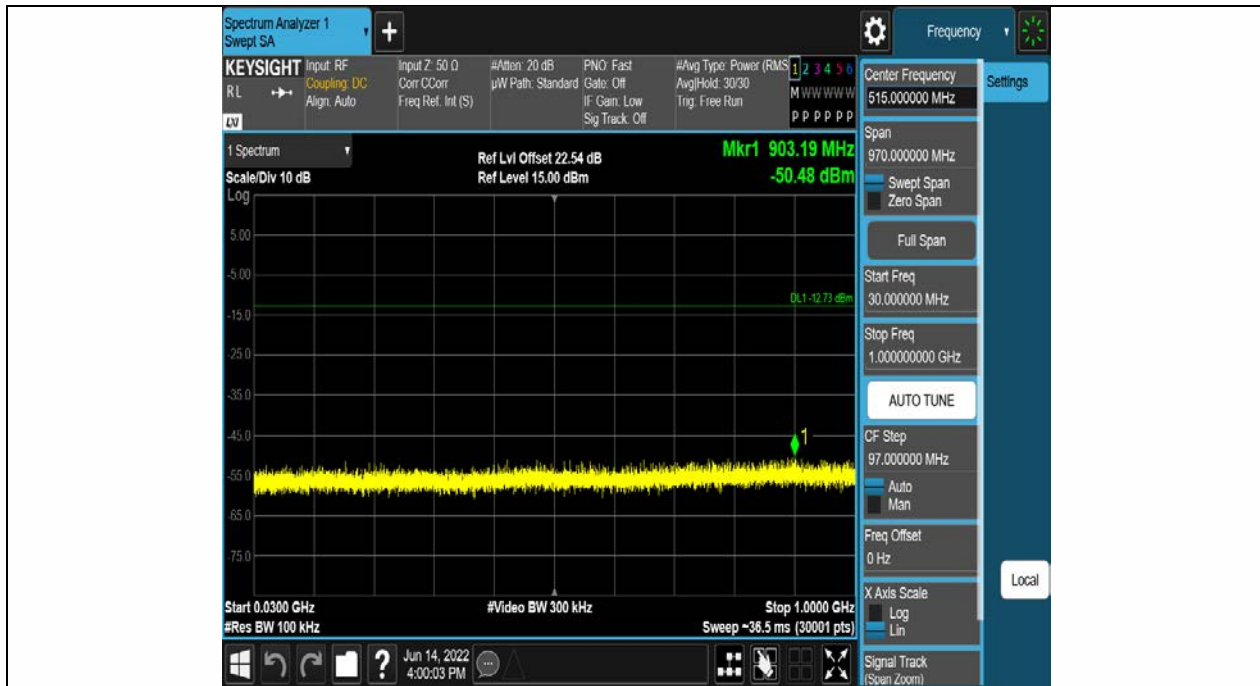 Spectrum Analyzer 1
Swept SA
Frequency
KEYSIGHT
RL
LXI
Input: RF
Coupling: DC
Align: Auto
Input Z: 50 Ω
Corr CCorr
Freq Ref: Int (S)
#Atten: 20 dB
µW Path: Standard
PNO: Fast
Gate: Off
IF Gain: Low
Sig Track: Off
#Avg Type: Power (RMS
Avg|Hold: 30/30
Trig: Free Run
1 2 3 4 5 6
M W W W W W
P P P P P P
1 Spectrum
Scale/Div 10 dB
Log
Ref Lvl Offset 22.54 dB
Ref Level 15.00 dBm
Mkr1 903.19 MHz
-50.48 dBm
5.00
-5.00
DL1 -12.73 dBm
-15.0
-25.0
-35.0
-45.0
1
-55.0
-65.0
-75.0
Start 0.0300 GHz
#Res BW 100 kHz
#Video BW 300 kHz
Stop 1.0000 GHz
Sweep ~36.5 ms (30001 pts)
Jun 14, 2022
4:00:03 PM
?
Center Frequency
515.000000 MHz
Span
970.000000 MHz
Swept Span
Zero Span
Full Span
Start Freq
30.000000 MHz
Stop Freq
1.000000000 GHz
AUTO TUNE
CF Step
97.000000 MHz
Auto
Man
Freq Offset
0 Hz
X Axis Scale
Log
Lin
Signal Track
(Span Zoom)
Settings
Local